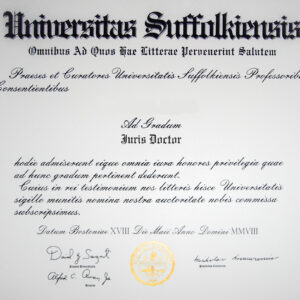 Universitas Suffolkiensis
Omnibus Ad Quos Hae Litterae Pervenerint Salutem
Praeses et Curatores Universitatis Suffolkiensis Professoribu
Consentientibus
Ad Gradum
Juris Doctor
hodie admiserunt eique omnia iura honores privilegia quae
ad hunc gradum pertinent dederunt.
Cuius in rei testimonium nos litteris hisce Universitatis
sigillo munitis nomina nostra auctoritate nobis commissa
subscripsimus.
Datum Bostoniae XVIII Die Maii Anno Domini MMVIII